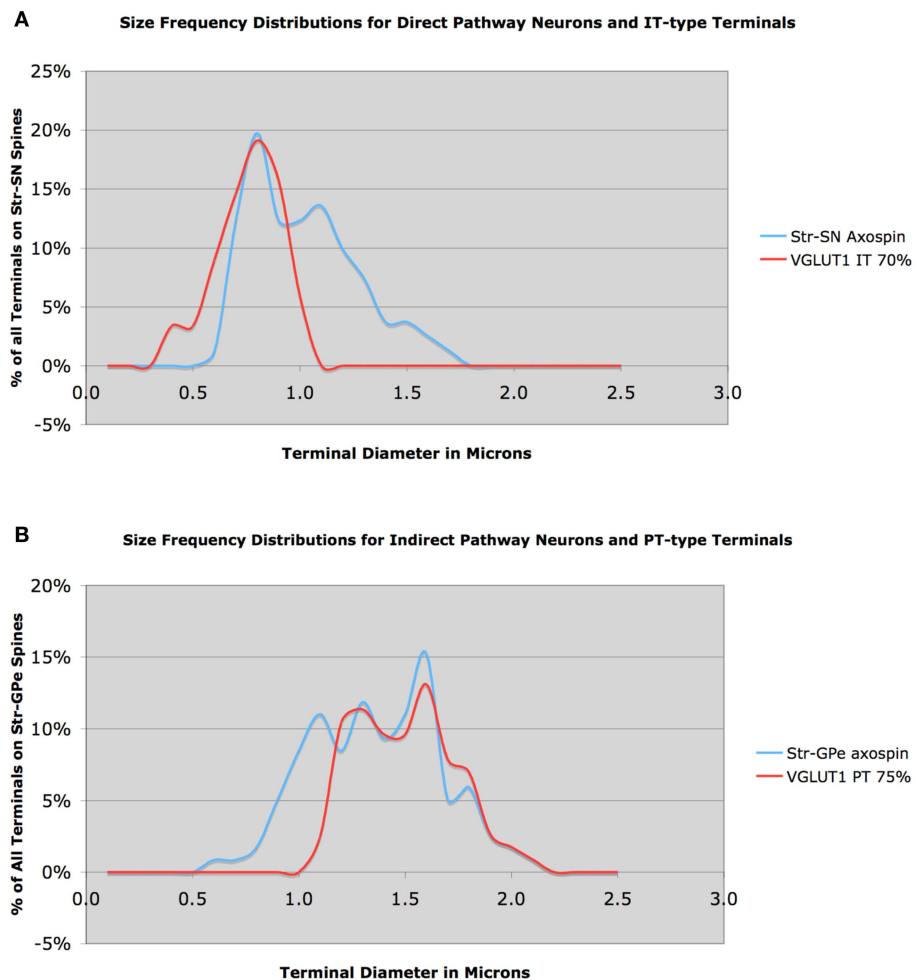 A
Size Frequency Distributions for Direct Pathway Neurons and IT-type Terminals
25%
20%
15%
10%
5%
0%
-5%
0.0 0.5 1.0 1.5 2.0 2.5 3.0
% of all Terminals on Str-SN Spines
Terminal Diameter in Microns
Str-SN Axospin
VGLUT1 IT 70%
B
Size Frequency Distributions for Indirect Pathway Neurons and PT-type Terminals
20%
15%
10%
5%
0%
-5%
0.0 0.5 1.0 1.5 2.0 2.5 3.0
% of All Terminals on Str-GPe Spines
Terminal Diameter in Microns
Str-GPe axospin
VGLUT1 PT 75%